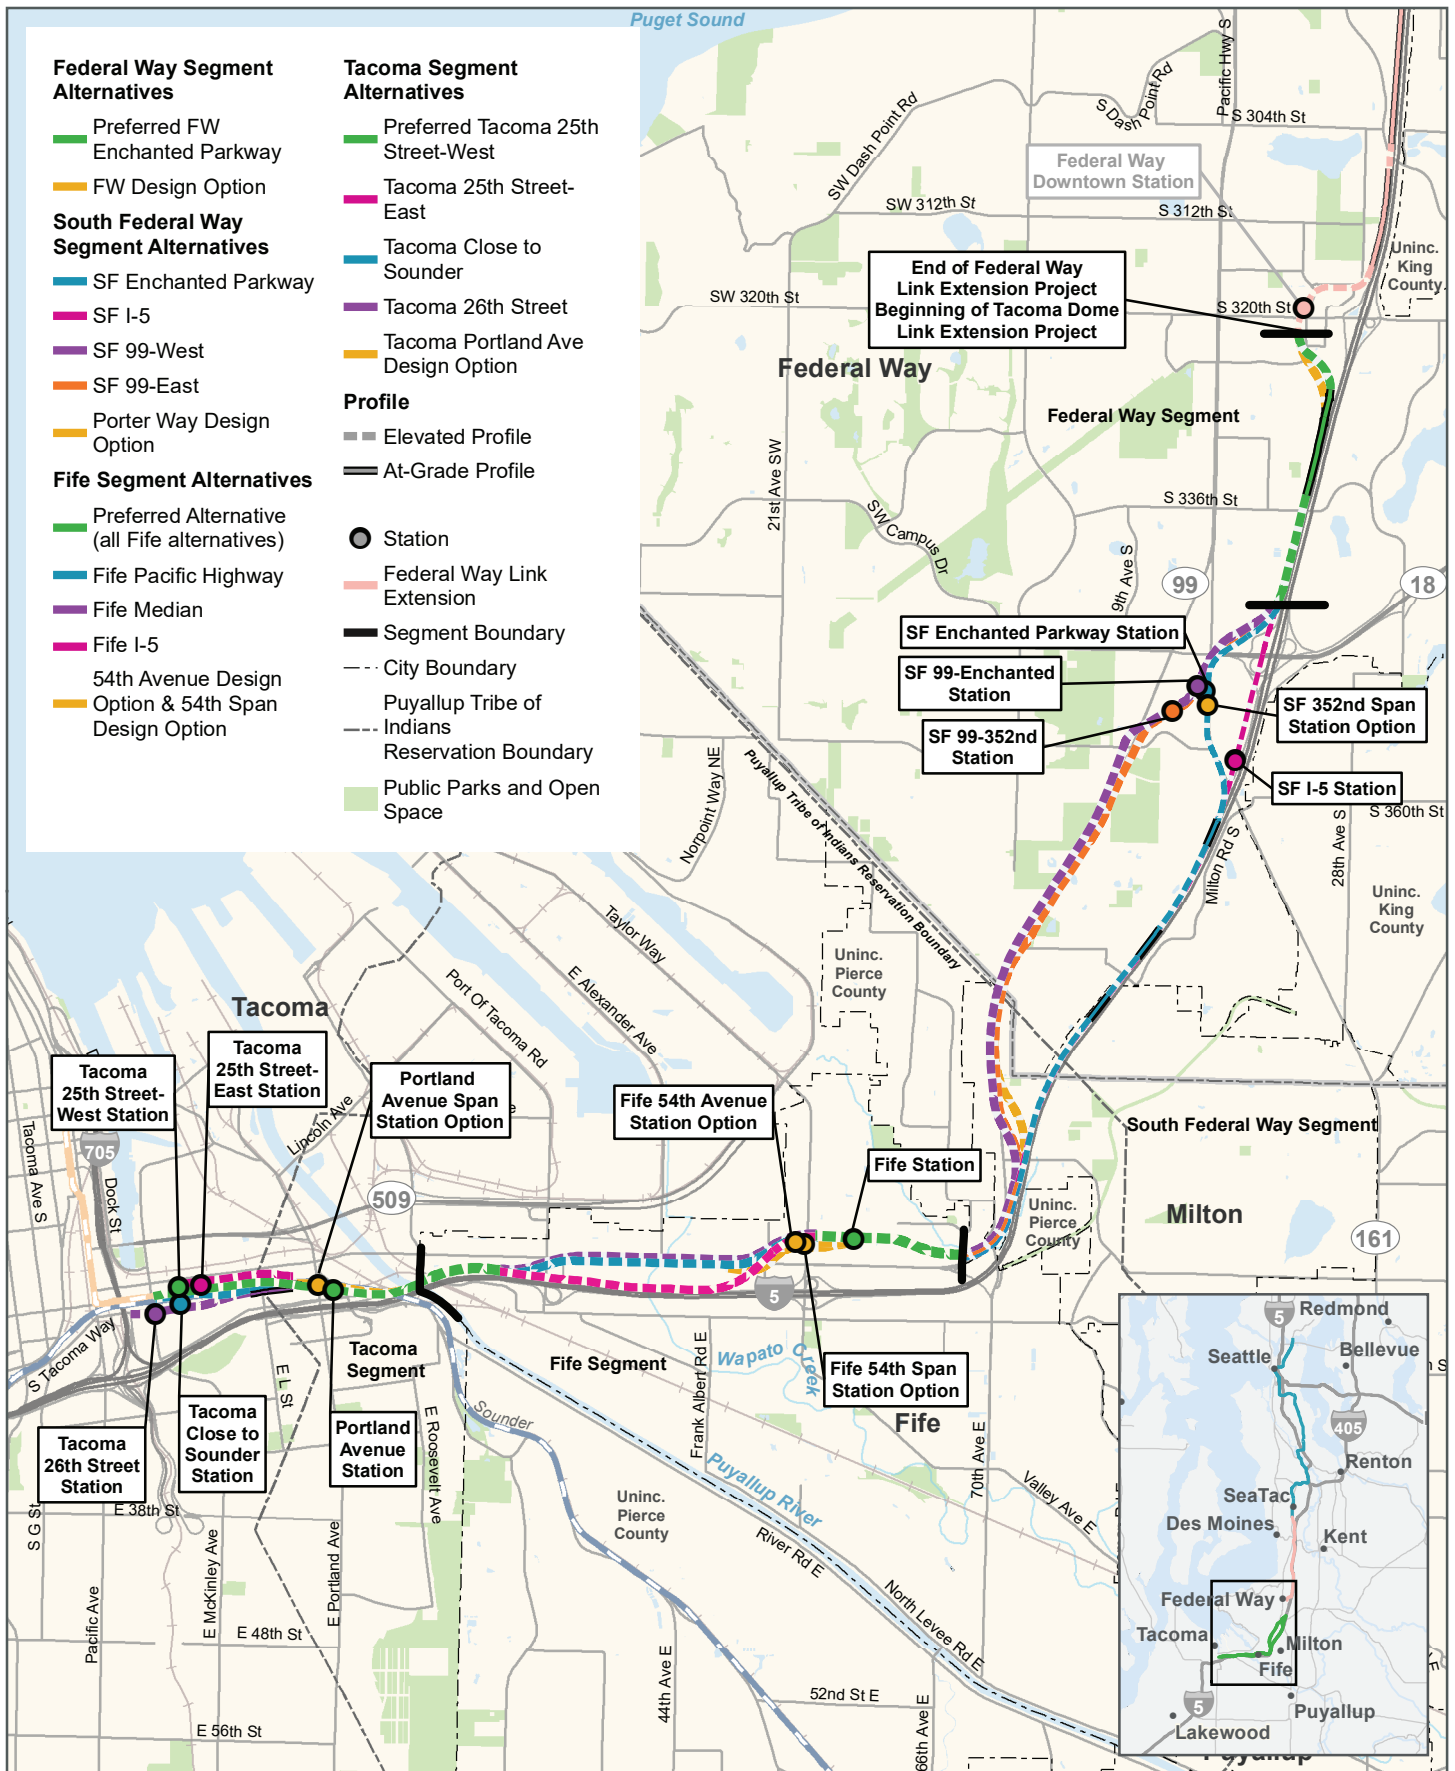 Puget Sound
Federal Way Segment
Alternatives
Preferred FW
Enchanted Parkway
FW Design Option
South Federal Way
Segment Alternatives
SF Enchanted Parkway
SF I-5
SF 99-West
SF 99-East
Porter Way Design
Option
Fife Segment Alternatives
Preferred Alternative
(all Fife alternatives)
Fife Pacific Highway
Fife Median
Fife I-5
54th Avenue Design
Option & 54th Span
Design Option
Tacoma Segment
Alternatives
Preferred Tacoma 25th
Street-West
Tacoma 25th Street-
East
Tacoma Close to
Sounder
Tacoma 26th Street
Tacoma Portland Ave
Design Option
Profile
Elevated Profile
At-Grade Profile
Station
Federal Way Link
Extension
Segment Boundary
City Boundary
Puyallup Tribe of
Indians
Reservation Boundary
Public Parks and Open
Space
Pacific Hwy S
S Dash Point Rd
SW Dash Point Rd
S 304th St
Federal Way
Downtown Station
SW 312th St
S 312th St
Uninc.
King
County
End of Federal Way
Link Extension Project
Beginning of Tacoma Dome
Link Extension Project
SW 320th St
S 320th St
Federal Way
Federal Way Segment
21st Ave SW
S 336th St
SW Campus Dr
9th Ave S
99
18
SF Enchanted Parkway Station
SF 99-Enchanted
Station
SF 352nd Span
Station Option
SF 99-352nd
Station
SF I-5 Station
S 360th St
Norpoint Way NE
Puyallup Tribe of Indians Reservation Boundary
Milton Rd S
28th Ave S
Uninc.
King
County
Taylor Way
E Alexander Ave
Port Of Tacoma Rd
Uninc.
Pierce
County
Tacoma
Tacoma
25th Street-
West Station
Tacoma
25th Street-
East Station
Portland
Avenue Span
Station Option
Lincoln Ave
Fife 54th Avenue
Station Option
Fife Station
South Federal Way Segment
Tacoma Ave S
705
Dock St
509
Uninc.
Pierce
County
Milton
161
5
S Tacoma Way
Tacoma
Segment
Fife Segment
Wapato Creek
Fife 54th Span
Station Option
Fife
E L St
Tacoma
26th Street
Station
Tacoma
Close to
Sounder
Station
Portland
Avenue
Station
E Roosevelt Ave
Sounder
Frank Albert Rd E
Puyallup River
70th Ave E
Valley Ave E
S G St
E 38th St
Uninc.
Pierce
County
River Rd E
North Levee Rd E
Pacific Ave
E McKinley Ave
E Portland Ave
E 48th St
44th Ave E
52nd St E
66th Ave E
E 56th St
5
Redmond
Seattle
Bellevue
405
Renton
SeaTac
Des Moines
Kent
Federal Way
Tacoma
Milton
Fife
5
Puyallup
Lakewood
Puyallup